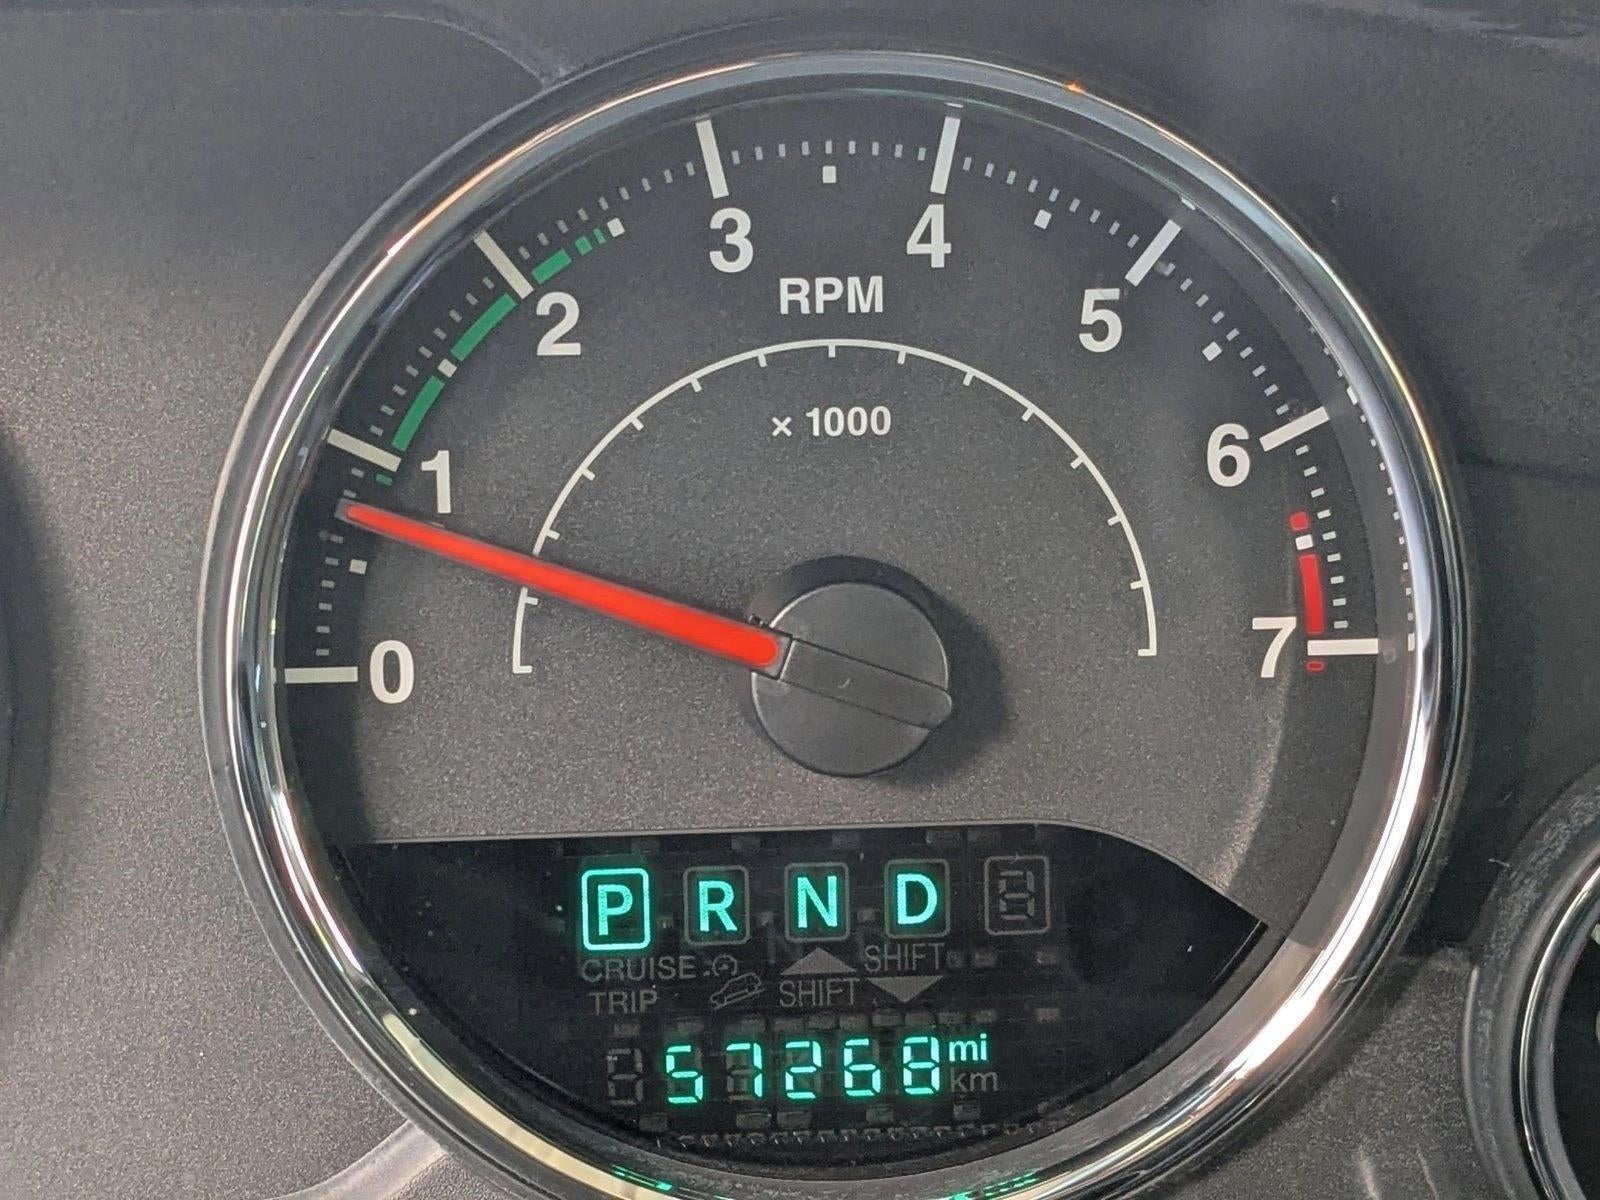 0 1 2 3 4 5 6 7
RPM
x 1000
P R N D
CRUISE SHIFT
TRIP SHIFT
57268 mi
km